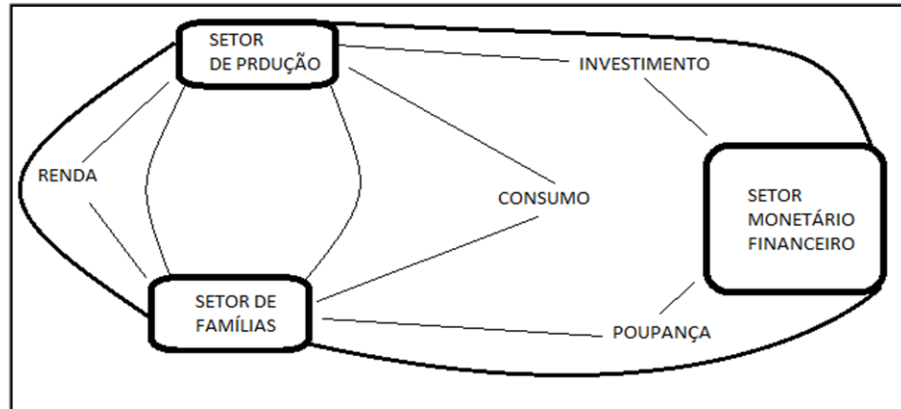 SETOR
DE PRDUÇÃO
INVESTIMENTO
RENDA
CONSUMO
SETOR
MONETÁRIO
FINANCEIRO
SETOR DE
FAMÍLIAS
POUPANÇA